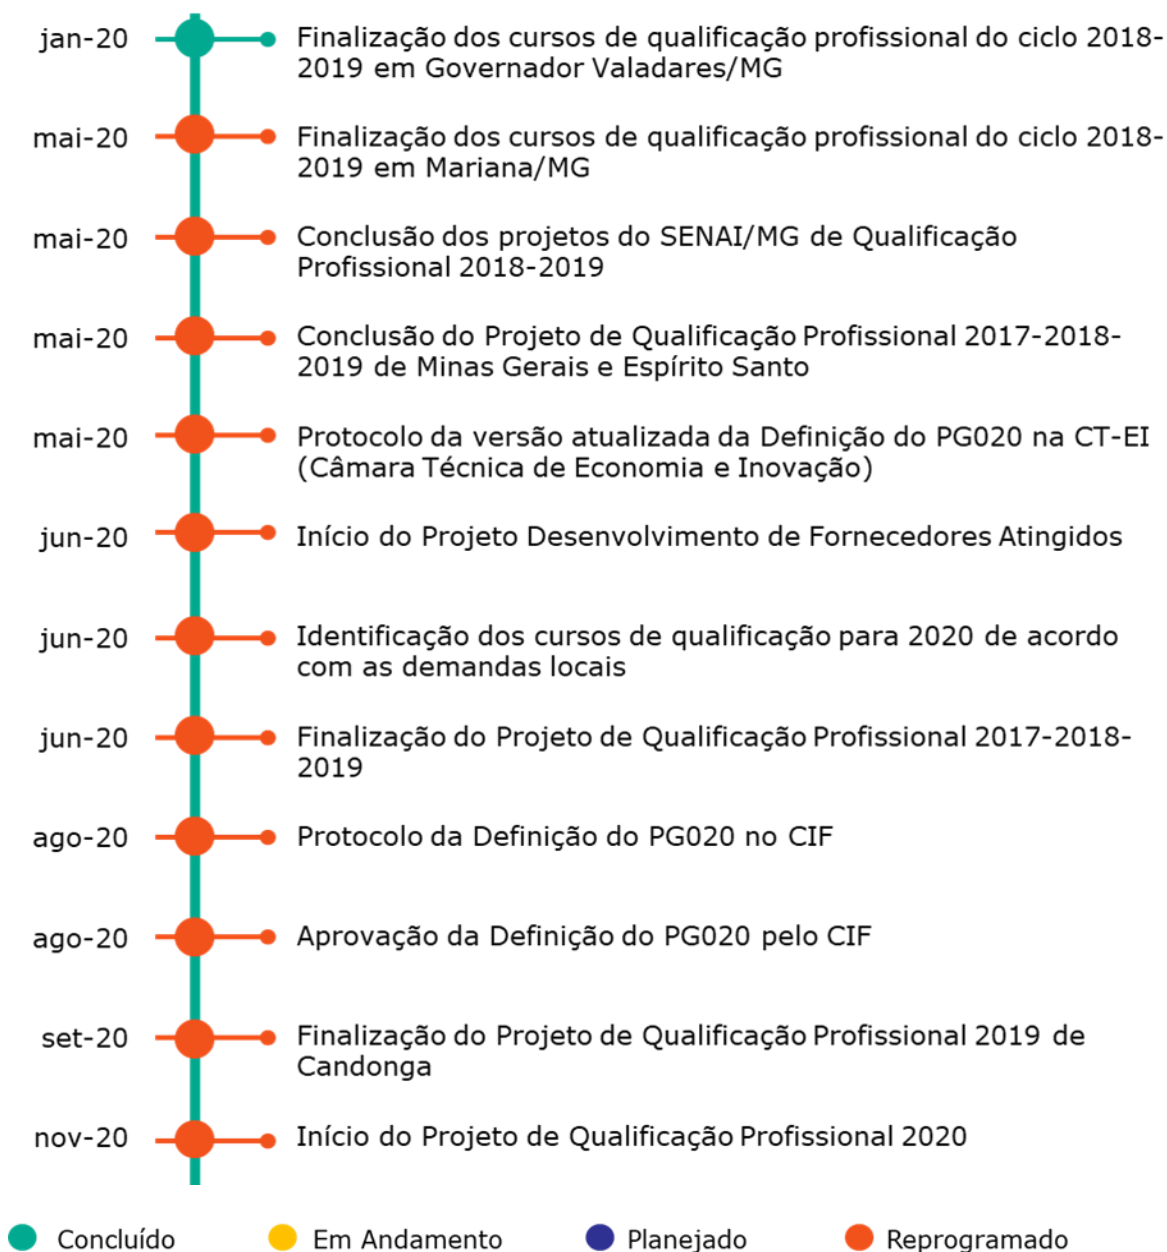 jan-20
Finalização dos cursos de qualificação profissional do ciclo 2018-
2019 em Governador Valadares/MG
mai-20
Finalização dos cursos de qualificação profissional do ciclo 2018-
2019 em Mariana/MG
mai-20
Conclusão dos projetos do SENAI/MG de Qualificação
Profissional 2018-2019
mai-20
Conclusão do Projeto de Qualificação Profissional 2017-2018-
2019 de Minas Gerais e Espírito Santo
mai-20
Protocolo da versão atualizada da Definição do PG020 na CT-EI
(Câmara Técnica de Economia e Inovação)
jun-20
Início do Projeto Desenvolvimento de Fornecedores Atingidos
jun-20
Identificação dos cursos de qualificação para 2020 de acordo
com as demandas locais
jun-20
Finalização do Projeto de Qualificação Profissional 2017-2018-
2019
ago-20
Protocolo da Definição do PG020 no CIF
ago-20
Aprovação da Definição do PG020 pelo CIF
set-20
Finalização do Projeto de Qualificação Profissional 2019 de
Candonga
nov-20
Início do Projeto de Qualificação Profissional 2020
Concluído
Em Andamento
Planejado
Reprogramado